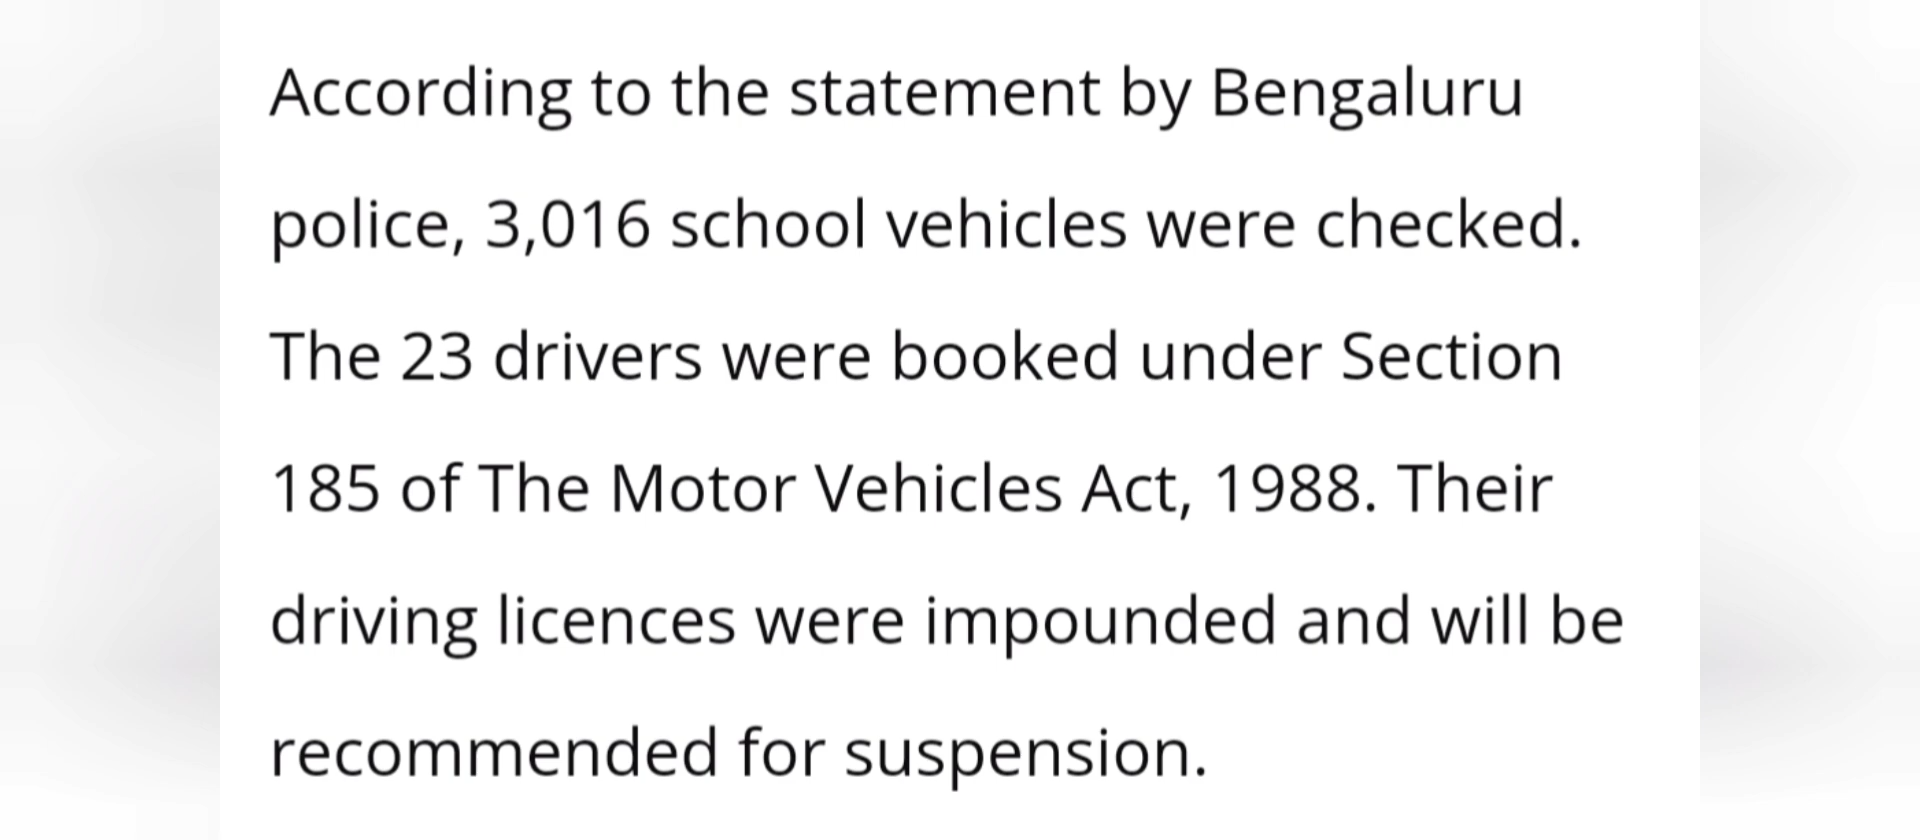 According to the statement by Bengaluru
police, 3,016 school vehicles were checked.
The 23 drivers were booked under Section
185 of The Motor Vehicles Act, 1988. Their
driving licences were impounded and will be
recommended for suspension.